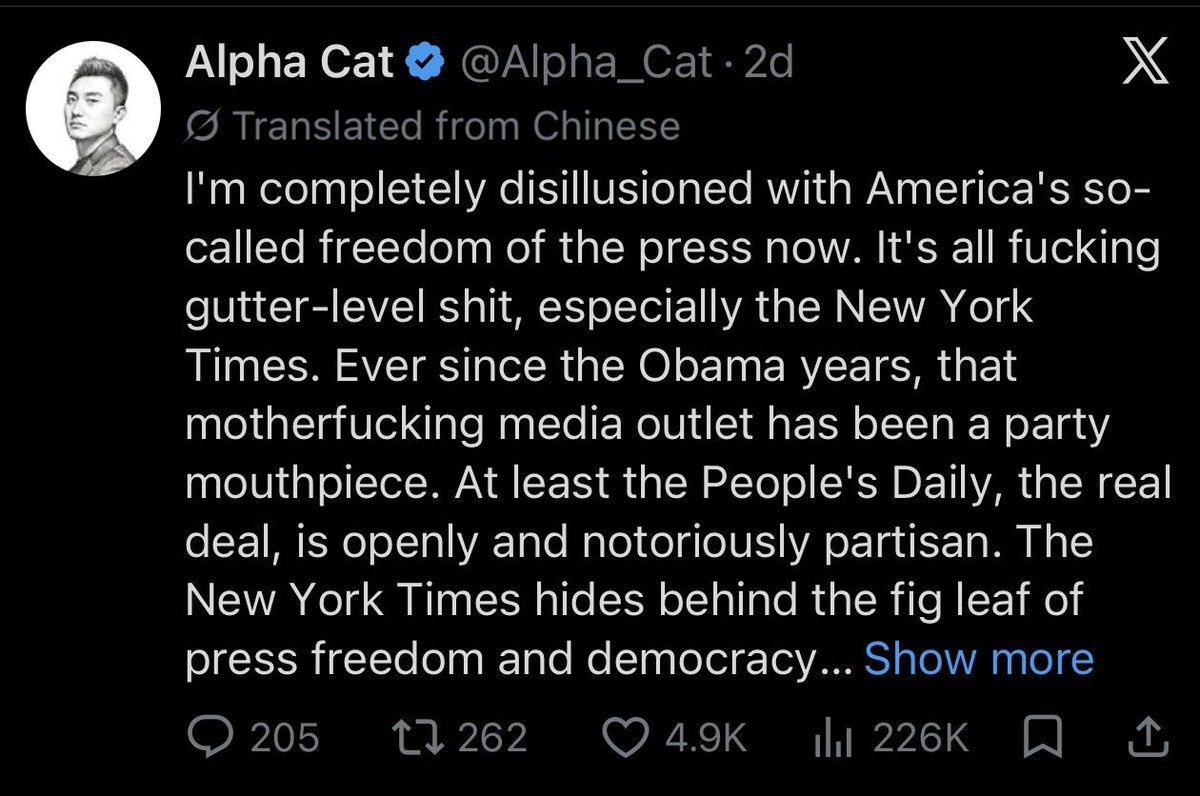 Alpha Cat @Alpha_Cat · 2d
Translated from Chinese
I'm completely disillusioned with America's so-
called freedom of the press now. It's all fucking
gutter-level shit, especially the New York
Times. Ever since the Obama years, that
motherfucking media outlet has been a party
mouthpiece. At least the People's Daily, the real
deal, is openly and notoriously partisan. The
New York Times hides behind the fig leaf of
press freedom and democracy... Show more
205 262 4.9K 226K